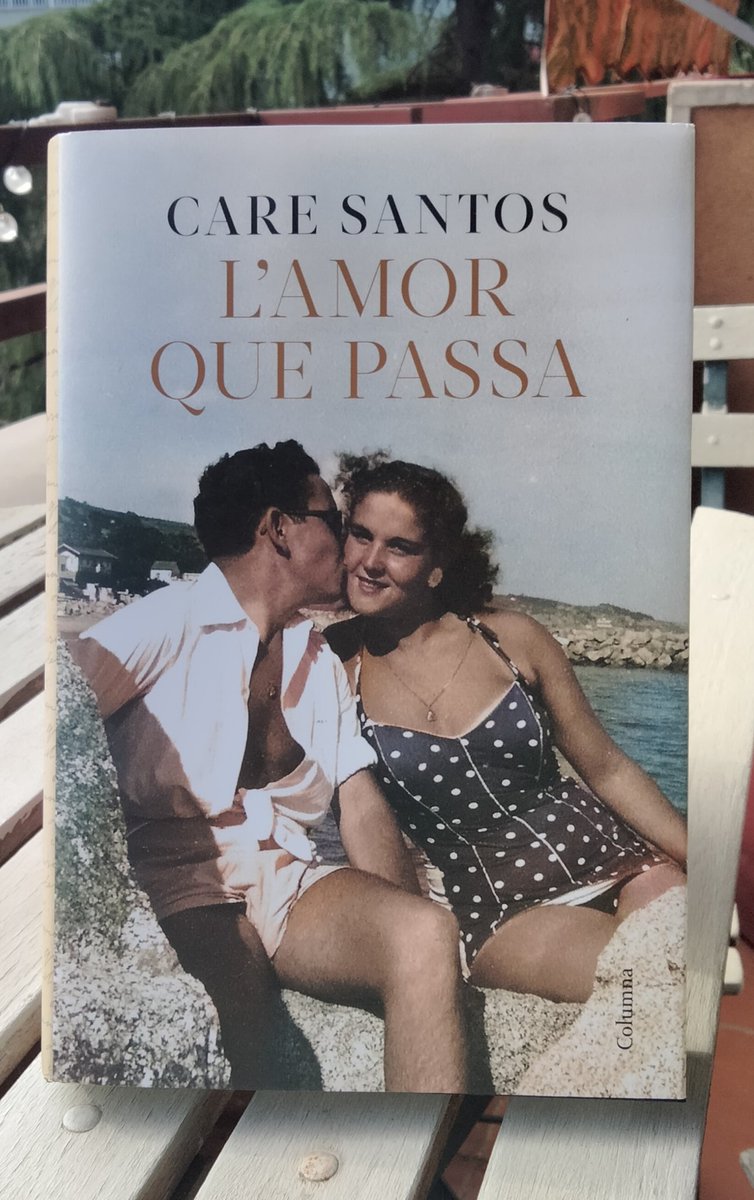 CARE SANTOS
L'AMOR
QUE PASSA
Columna